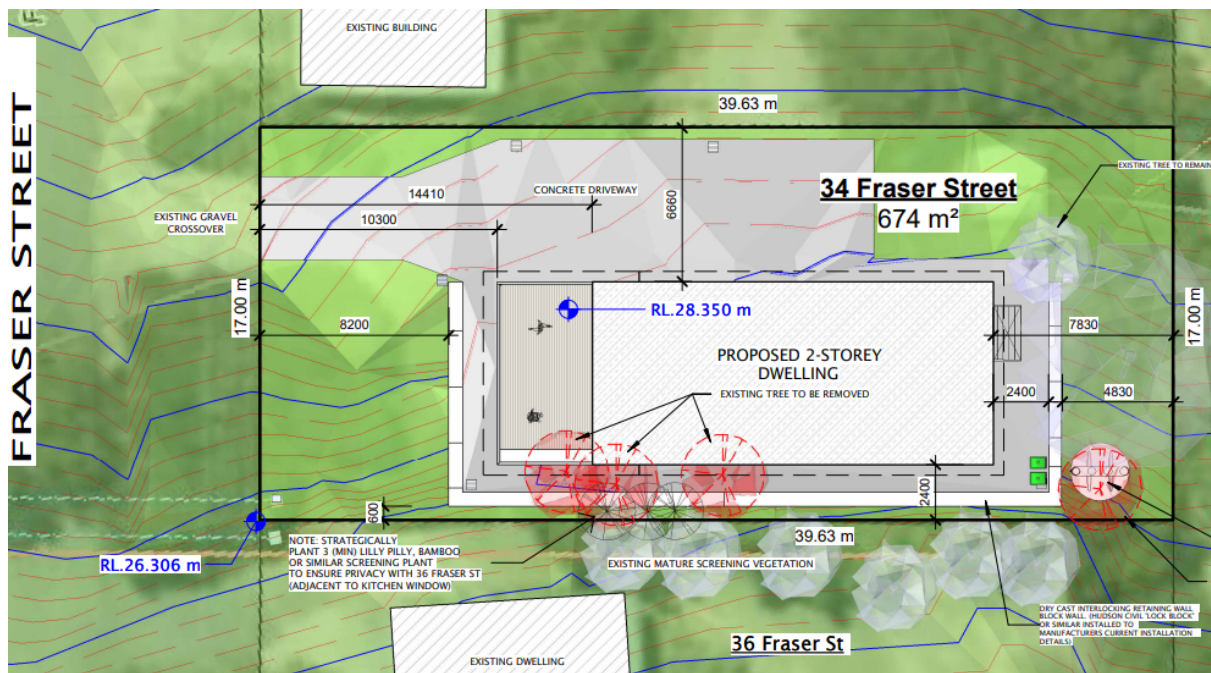 EXISTING BUILDING
FRASER STREET
39.63 m
EXISTING TREE TO REMAIN
34 Fraser Street
674 m²
14410
CONCRETE DRIVEWAY
6660
EXISTING GRAVEL
CROSSOVER
10300
17.00 m
8200
RL.28.350 m
7830
17.00 m
PROPOSED 2-STOREY
DWELLING
EXISTING TREE TO BE REMOVED
2400
4830
2400
600
NOTE: STRATEGICALLY
PLANT 3 (MIN) LILLY PILLY, BAMBOO
OR SIMILAR SCREENING PLANT
TO ENSURE PRIVACY WITH 36 FRASER ST
(ADJACENT TO KITCHEN WINDOW)
39.63 m
RL.26.306 m
EXISTING MATURE SCREENING VEGETATION
DRY CAST INTERLOCKING RETAINING WALL
BLOCK WALL. (HUDSON CIVIL 'LOCK BLOCK'
OR SIMILAR INSTALLED TO
MANUFACTURERS CURRENT INSTALLATION
DETAILS)
36 Fraser St
EXISTING DWELLING